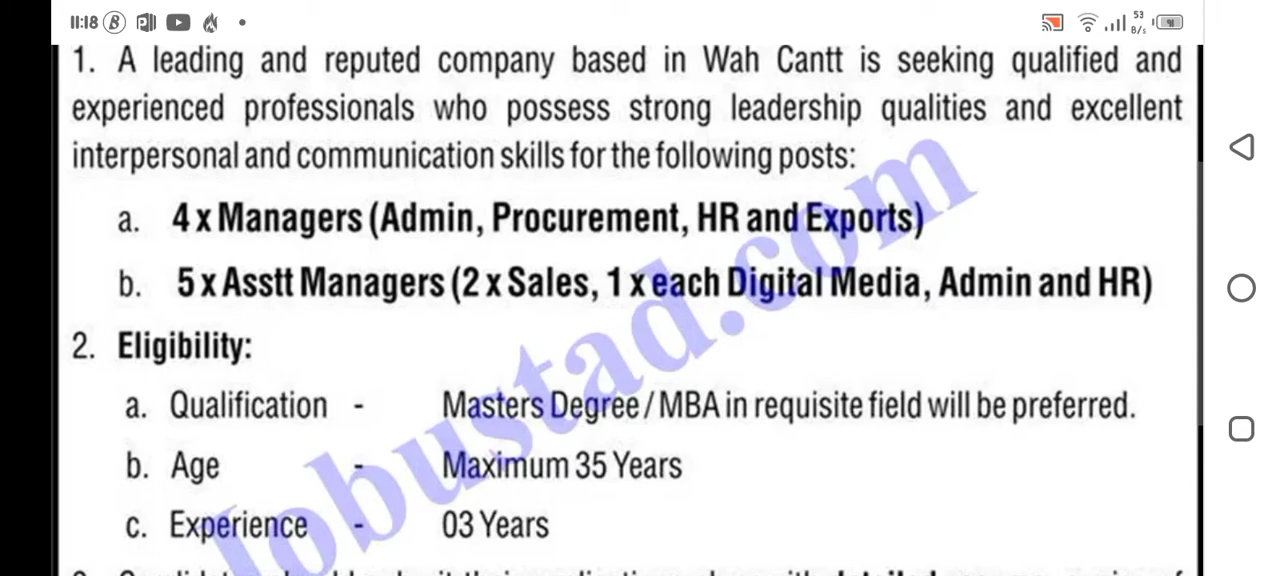 11:18
53
B/s
91
1. A leading and reputed company based in Wah Cantt is seeking qualified and
experienced professionals who possess strong leadership qualities and excellent
interpersonal and communication skills for the following posts:
a. 4 x Managers (Admin, Procurement, HR and Exports)
b. 5 x Asstt Managers (2 x Sales, 1 x each Digital Media, Admin and HR)
2. Eligibility:
a. Qualification - Masters Degree / MBA in requisite field will be preferred.
b. Age - Maximum 35 Years
c. Experience - 03 Years
Jobustad.com